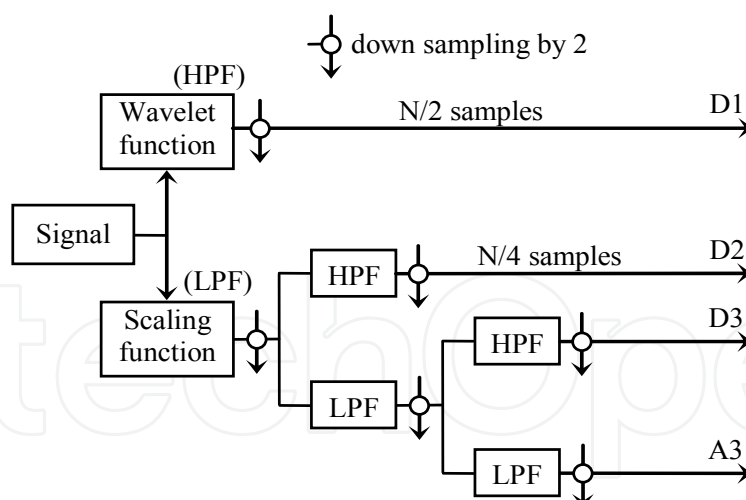 down sampling by 2
(HPF)
Wavelet
function
N/2 samples
D1
Signal
(LPF)
Scaling
function
HPF
N/4 samples
D2
HPF
D3
LPF
LPF
A3
techOpe